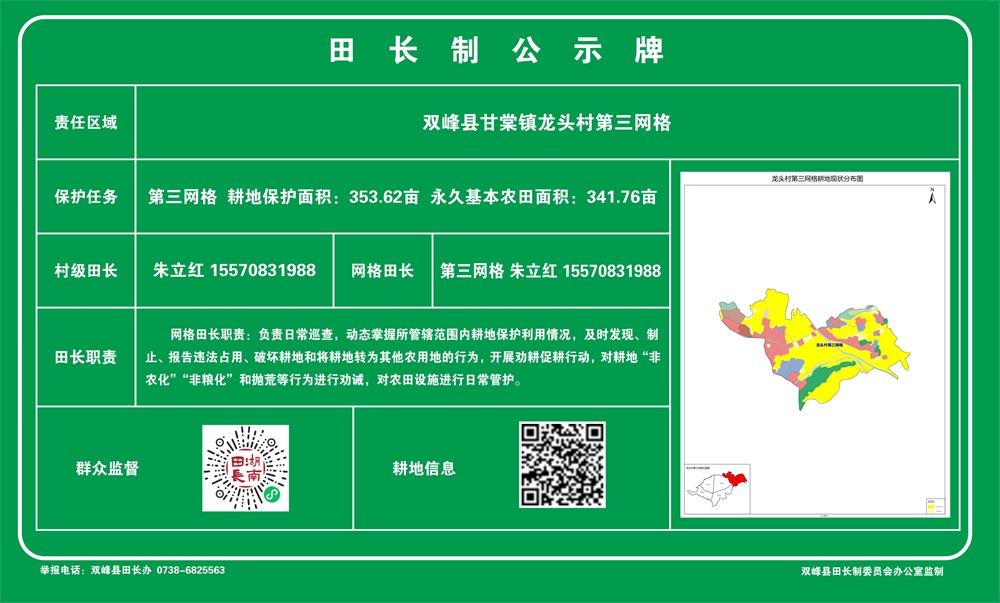 田长制公示牌
责任区域
双峰县甘棠镇龙头村第三网格
保护任务
第三网格 耕地保护面积：353.62亩 永久基本农田面积：341.76亩
村级田长
朱立红 15570831988
网格田长
第三网格 朱立红 15570831988
田长职责
网格田长职责：负责日常巡查，动态掌握所管辖范围内耕地保护利用情况，及时发现、制
止、报告违法占用、破坏耕地和将耕地转为其他农用地的行为，开展劝耕促耕行动，对耕地“非
农化”“非粮化”和抛荒等行为进行劝诫，对农田设施进行日常管护。
龙头村第三网格耕地现状分布图
N
龙头村第三网格
群众监督
湖南田長
耕地信息
举报电话：双峰县田长办 0738-6825563
双峰县田长制委员会办公室监制